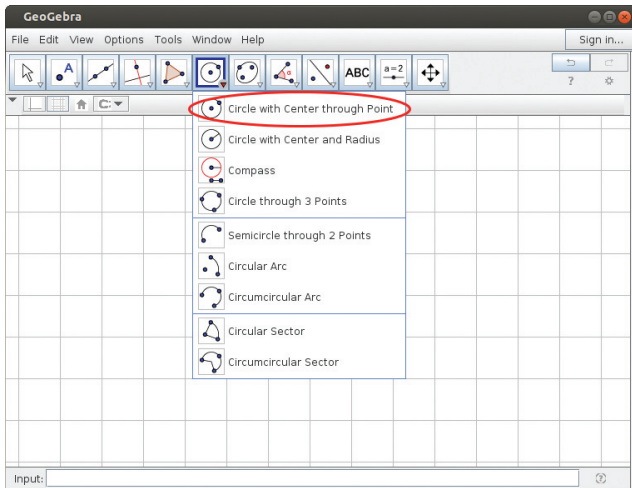 GeoGebra
File Edit View Options Tools Window Help Sign in...
A α ABC a=2
?
C:
Circle with Center through Point
Circle with Center and Radius
Compass
Circle through 3 Points
Semicircle through 2 Points
Circular Arc
Circumcircular Arc
Circular Sector
Circumcircular Sector
Input: ?